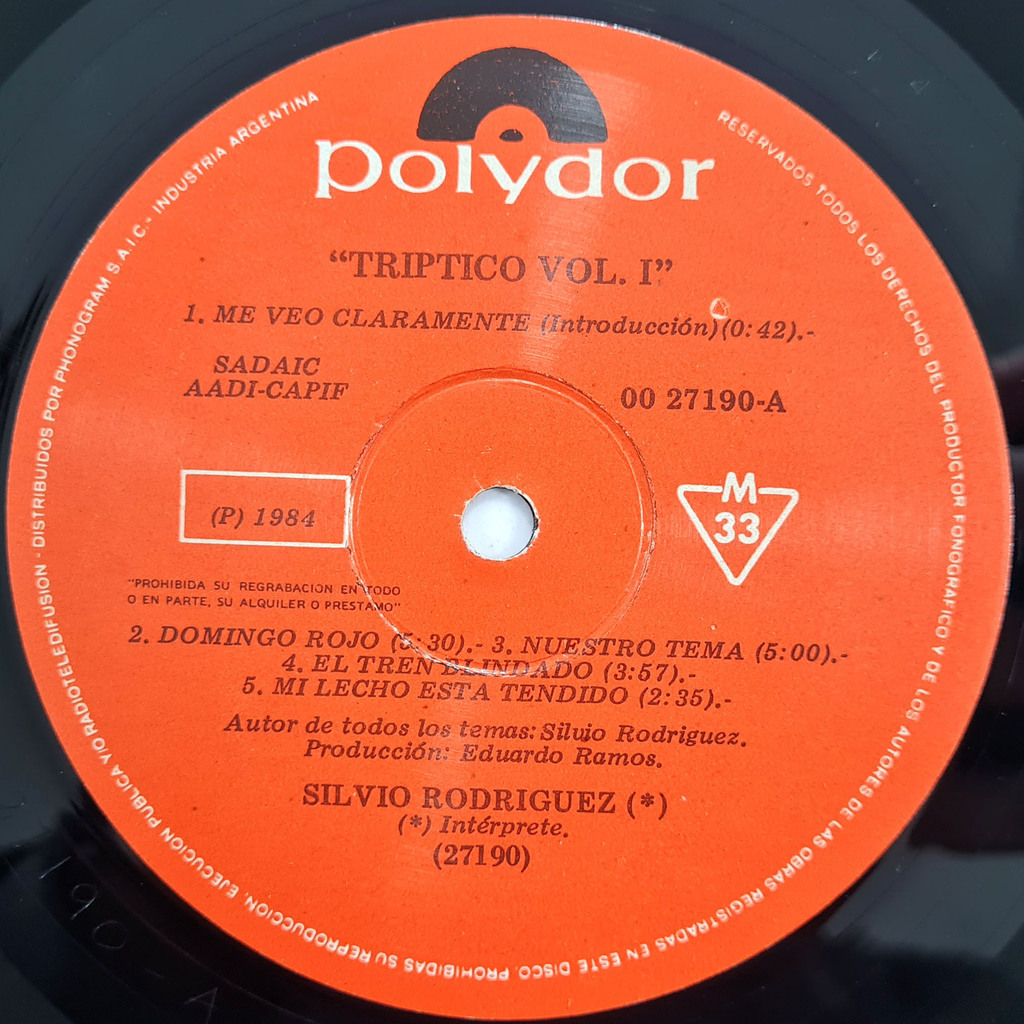 polydor
"TRIPTICO VOL. I"
1. ME VEO CLARAMENTE (Introducción)(0:42).-
SADAIC
AADI-CAPIF
00 27190-A
(P) 1984
M
33
"PROHIBIDA SU REGRABACION EN TODO
O EN PARTE, SU ALQUILER O PRESTAMO"
2. DOMINGO ROJO (5:30).- 3. NUESTRO TEMA (5:00).-
4. EL TREN BLINDADO (3:57).-
5. MI LECHO ESTA TENDIDO (2:35).-
Autor de todos los temas: Silvio Rodriguez.
Producción: Eduardo Ramos.
SILVIO RODRIGUEZ (*)
(*) Intérprete.
(27190)
RESERVADOS TODOS LOS DERECHOS DEL PRODUCTOR FONOGRAFICO Y DE LOS AUTORES DE LAS OBRAS REGISTRADAS EN ESTE DISCO. PROHIBIDAS SU REPRODUCCION, EJECUCION PUBLICA Y/O RADIOTELEDIFUSION - DISTRIBUIDOS POR PHONOGRAM S.A.I.C. - INDUSTRIA ARGENTINA
190-A